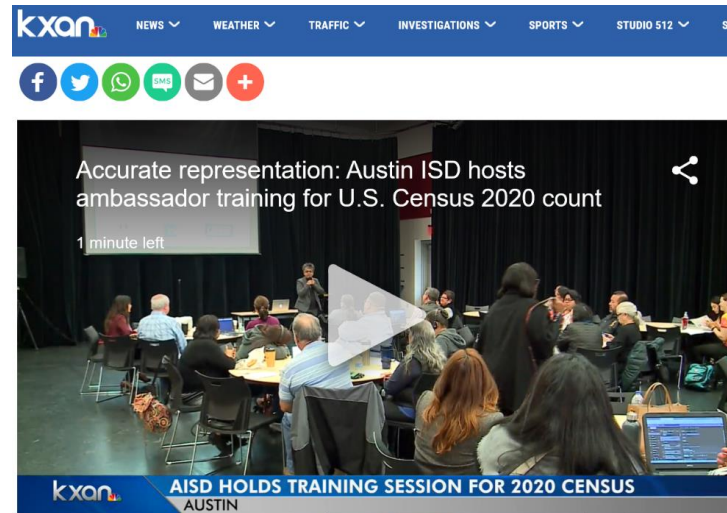 kxan
NEWS WEATHER TRAFFIC INVESTIGATIONS SPORTS STUDIO 512 S
SMS
Accurate representation: Austin ISD hosts
ambassador training for U.S. Census 2020 count
1 minute left
kxan
AISD HOLDS TRAINING SESSION FOR 2020 CENSUS
AUSTIN